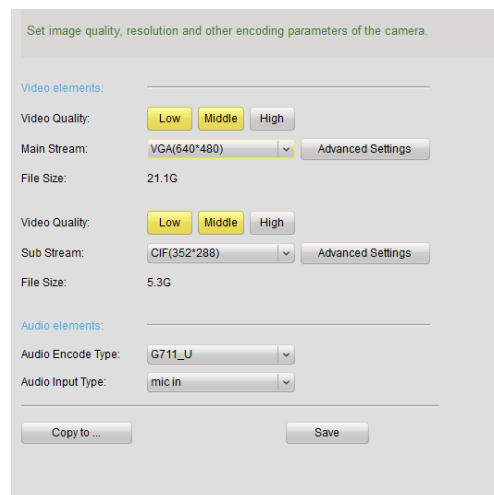 Set image quality, resolution and other encoding parameters of the camera.
Video elements:
Video Quality: Low Middle High
Main Stream: VGA(640*480) Advanced Settings
File Size: 21.1G
Video Quality: Low Middle High
Sub Stream: CIF(352*288) Advanced Settings
File Size: 5.3G
Audio elements:
Audio Encode Type: G711_U
Audio Input Type: mic in
Copy to ... Save